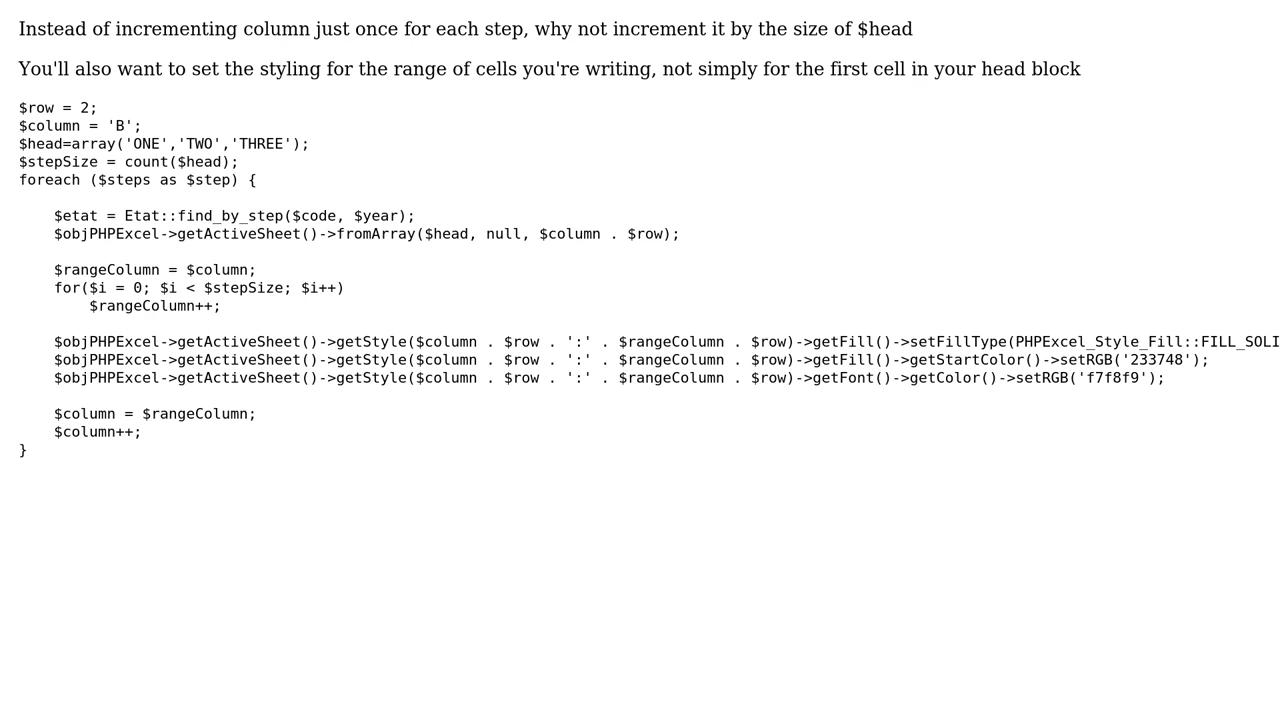 Instead of incrementing column just once for each step, why not increment it by the size of $head
You'll also want to set the styling for the range of cells you're writing, not simply for the first cell in your head block
$row = 2;
$column = 'B';
$head=array('ONE','TWO','THREE');
$stepSize = count($head);
foreach ($steps as $step) {
    $etat = Etat::find_by_step($code, $year);
    $objPHPExcel->getActiveSheet()->fromArray($head, null, $column . $row);
    $rangeColumn = $column;
    for($i = 0; $i < $stepSize; $i++)
        $rangeColumn++;
    $objPHPExcel->getActiveSheet()->getStyle($column . $row . ':' . $rangeColumn . $row)->getFill()->setFillType(PHPExcel_Style_Fill::FILL_SOLI
    $objPHPExcel->getActiveSheet()->getStyle($column . $row . ':' . $rangeColumn . $row)->getFill()->getStartColor()->setRGB('233748');
    $objPHPExcel->getActiveSheet()->getStyle($column . $row . ':' . $rangeColumn . $row)->getFont()->getColor()->setRGB('f7f8f9');
    $column = $rangeColumn;
    $column++;
}